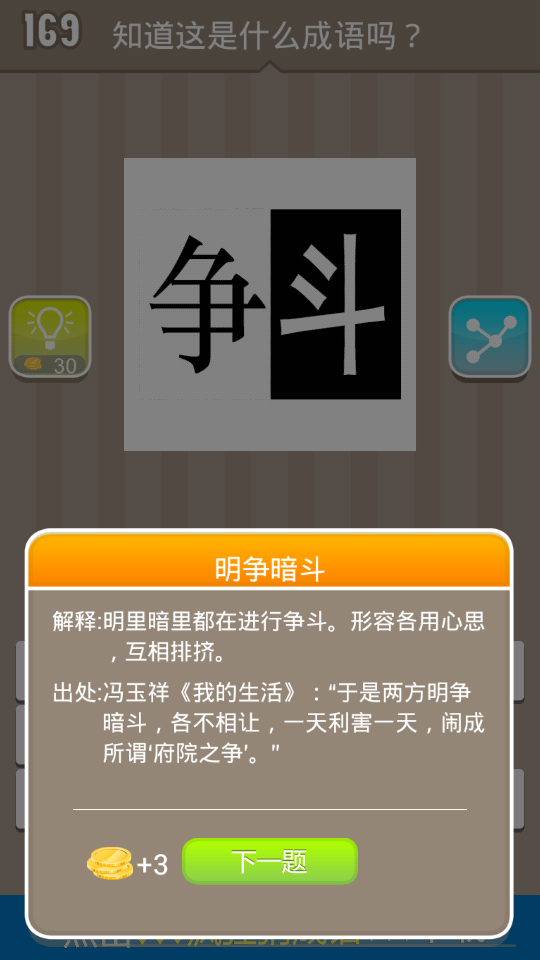 169
知道这是什么成语吗？
争斗
30
明争暗斗
解释:明里暗里都在进行争斗。形容各用心思
，互相排挤。
出处:冯玉祥《我的生活》：“于是两方明争
暗斗，各不相让，一天利害一天，闹成
所谓‘府院之争’。”
+3
下一题